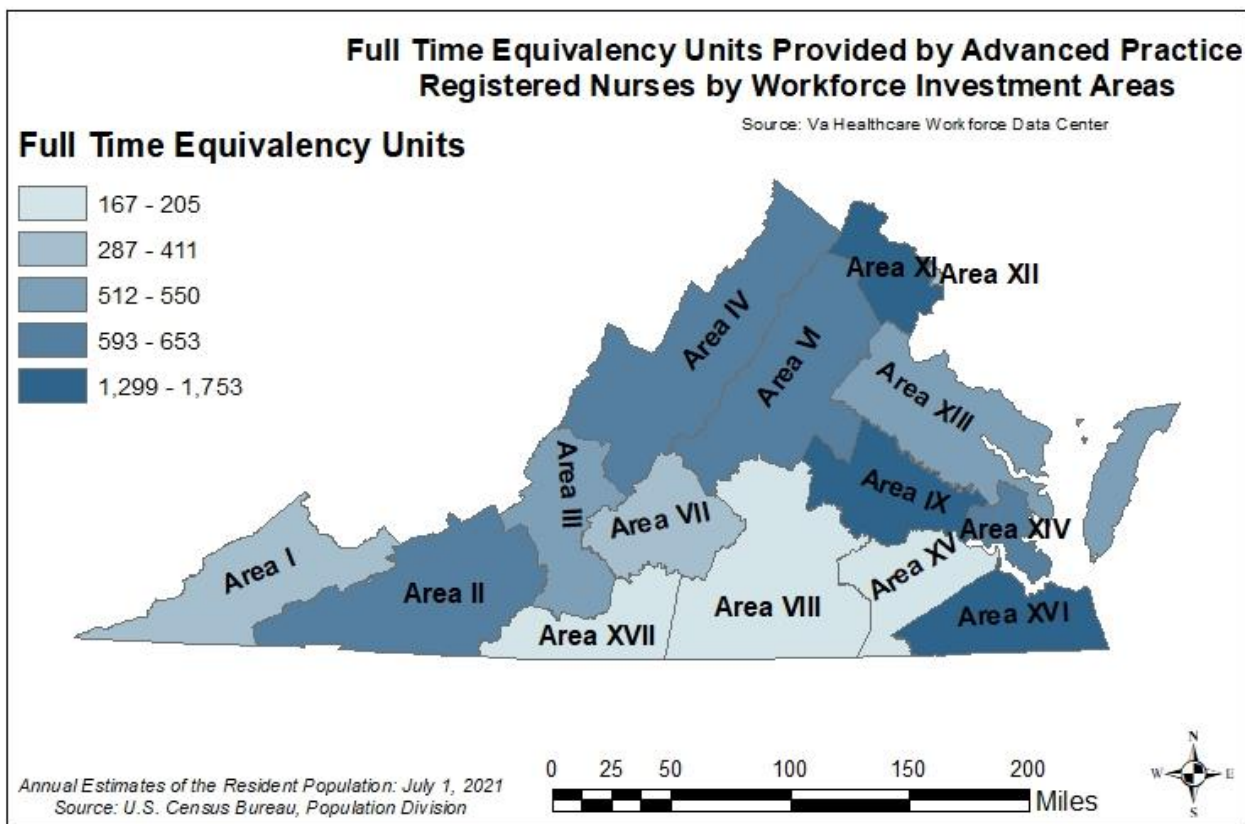 Full Time Equivalency Units Provided by Advanced Practice
Registered Nurses by Workforce Investment Areas
Source: Va Healthcare Workforce Data Center
Full Time Equivalency Units
167 - 205
287 - 411
512 - 550
593 - 653
1,299 - 1,753
Area XI
Area XII
Area IV
Area VI
Area XIII
Area III
Area IX
Area VII
Area XIV
Area XV
Area I
Area II
Area VIII
Area XVI
Area XVII
Annual Estimates of the Resident Population: July 1, 2021
Source: U.S. Census Bureau, Population Division
0 25 50 100 150 200
Miles
N
W E
S